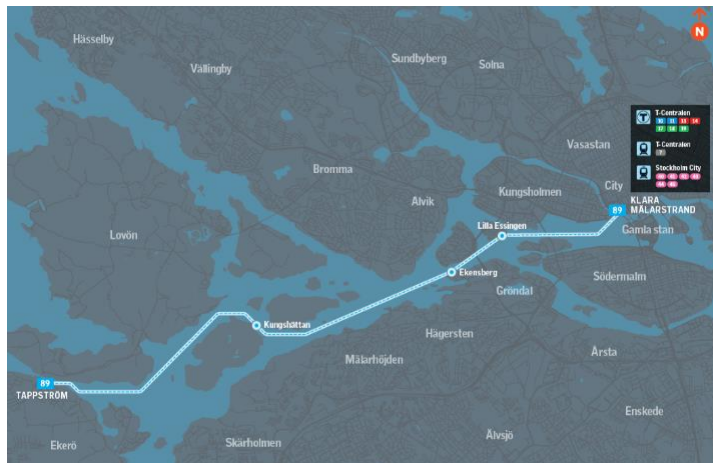 Hässelby
Vällingby
Sundbyberg
Solna
N
T-Centralen
10 11 13 14
17 18 19
T-Centralen
7
Stockholm City
Vasastan
City
Bromma
Kungsholmen
Alvik
89
KLARA
MÄLARSTRAND
Lilla Essingen
Gamla stan
Lovön
Ekensberg
Södermalm
Gröndal
Kungshättan
Hägersten
Mälarhöjden
Årsta
89
TAPPSTRÖM
Enskede
Ekerö
Skärholmen
Älvsjö